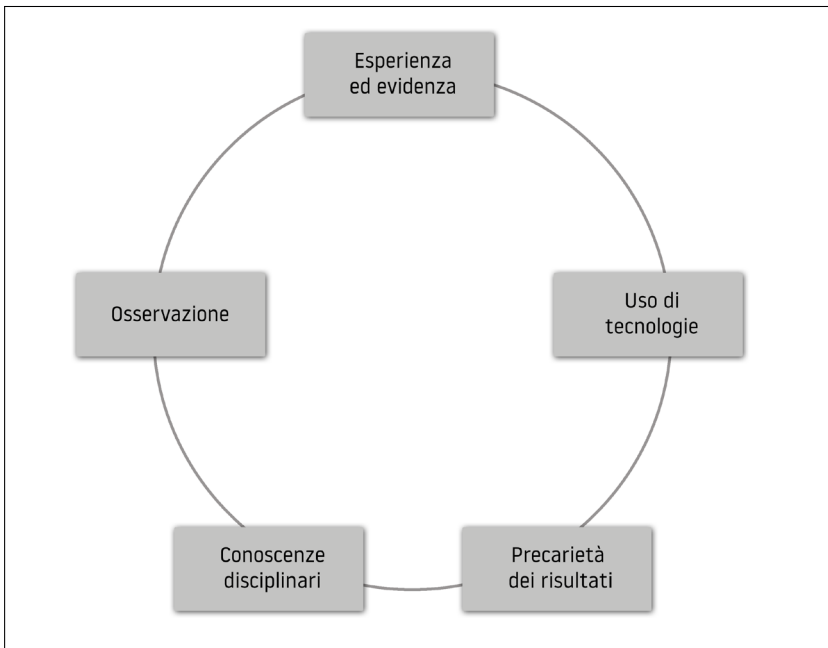 Esperienza
ed evidenza
Osservazione
Uso di
tecnologie
Conoscenze
disciplinari
Precarietà
dei risultati